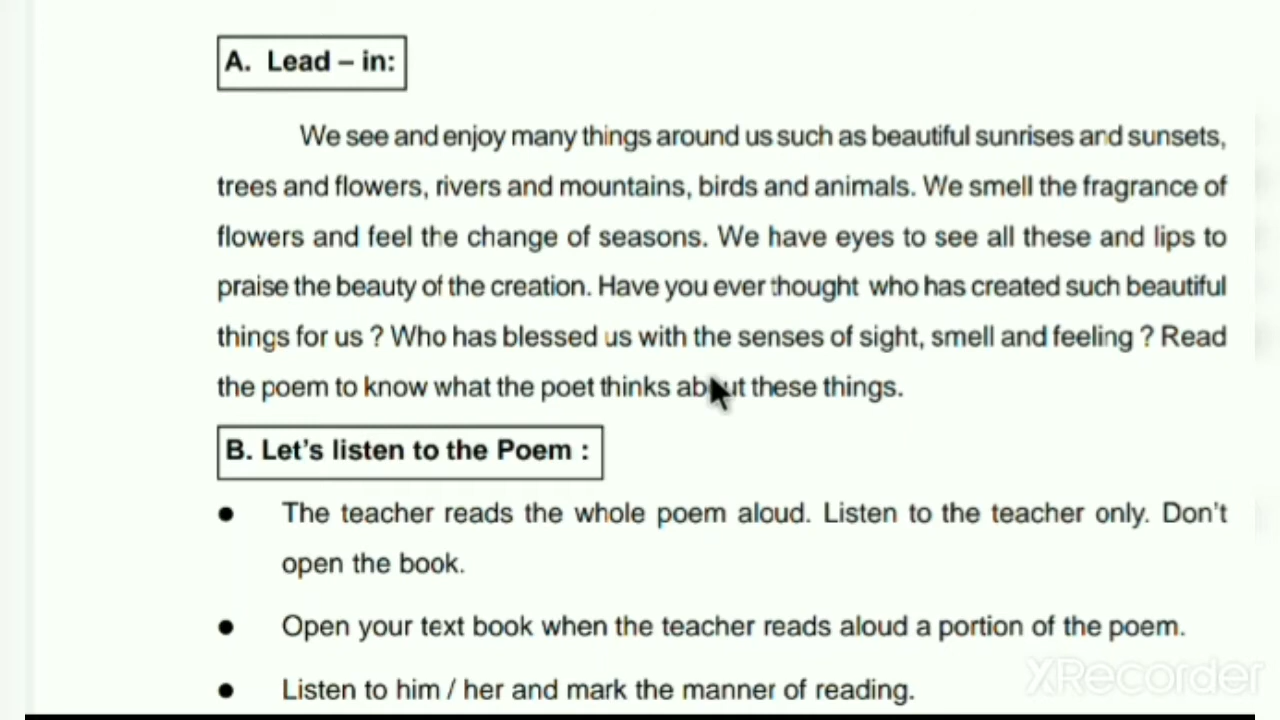 A. Lead – in:
We see and enjoy many things around us such as beautiful sunrises and sunsets,
trees and flowers, rivers and mountains, birds and animals. We smell the fragrance of
flowers and feel the change of seasons. We have eyes to see all these and lips to
praise the beauty of the creation. Have you ever thought who has created such beautiful
things for us ? Who has blessed us with the senses of sight, smell and feeling ? Read
the poem to know what the poet thinks about these things.
B. Let's listen to the Poem :
● The teacher reads the whole poem aloud. Listen to the teacher only. Don't
open the book.
● Open your text book when the teacher reads aloud a portion of the poem.
● Listen to him / her and mark the manner of reading.
XRecorder